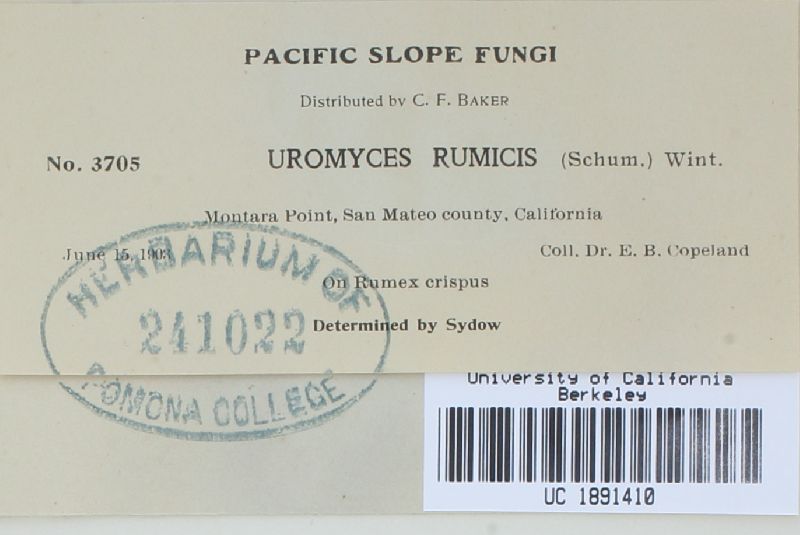 PACIFIC SLOPE FUNGI
Distributed by C. F. BAKER
No. 3705 UROMYCES RUMICIS (Schum.) Wint.
Montara Point, San Mateo county, California
June 15, 1903 Coll. Dr. E. B. Copeland
On Rumex crispus
Determined by Sydow
HERBARIUM OF
241022
POMONA COLLEGE
University of California
Berkeley
UC 1891410